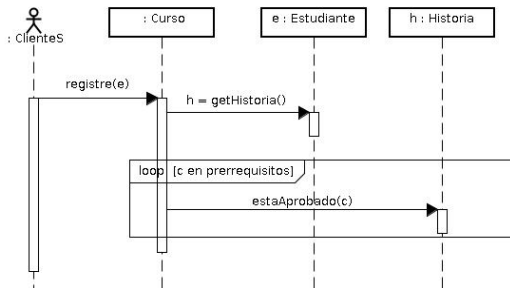 : ClienteS
: Curso
e : Estudiante
h : Historia
registre(e)
h = getHistoria()
loop [c en prerrequisitos]
estaAprobado(c)